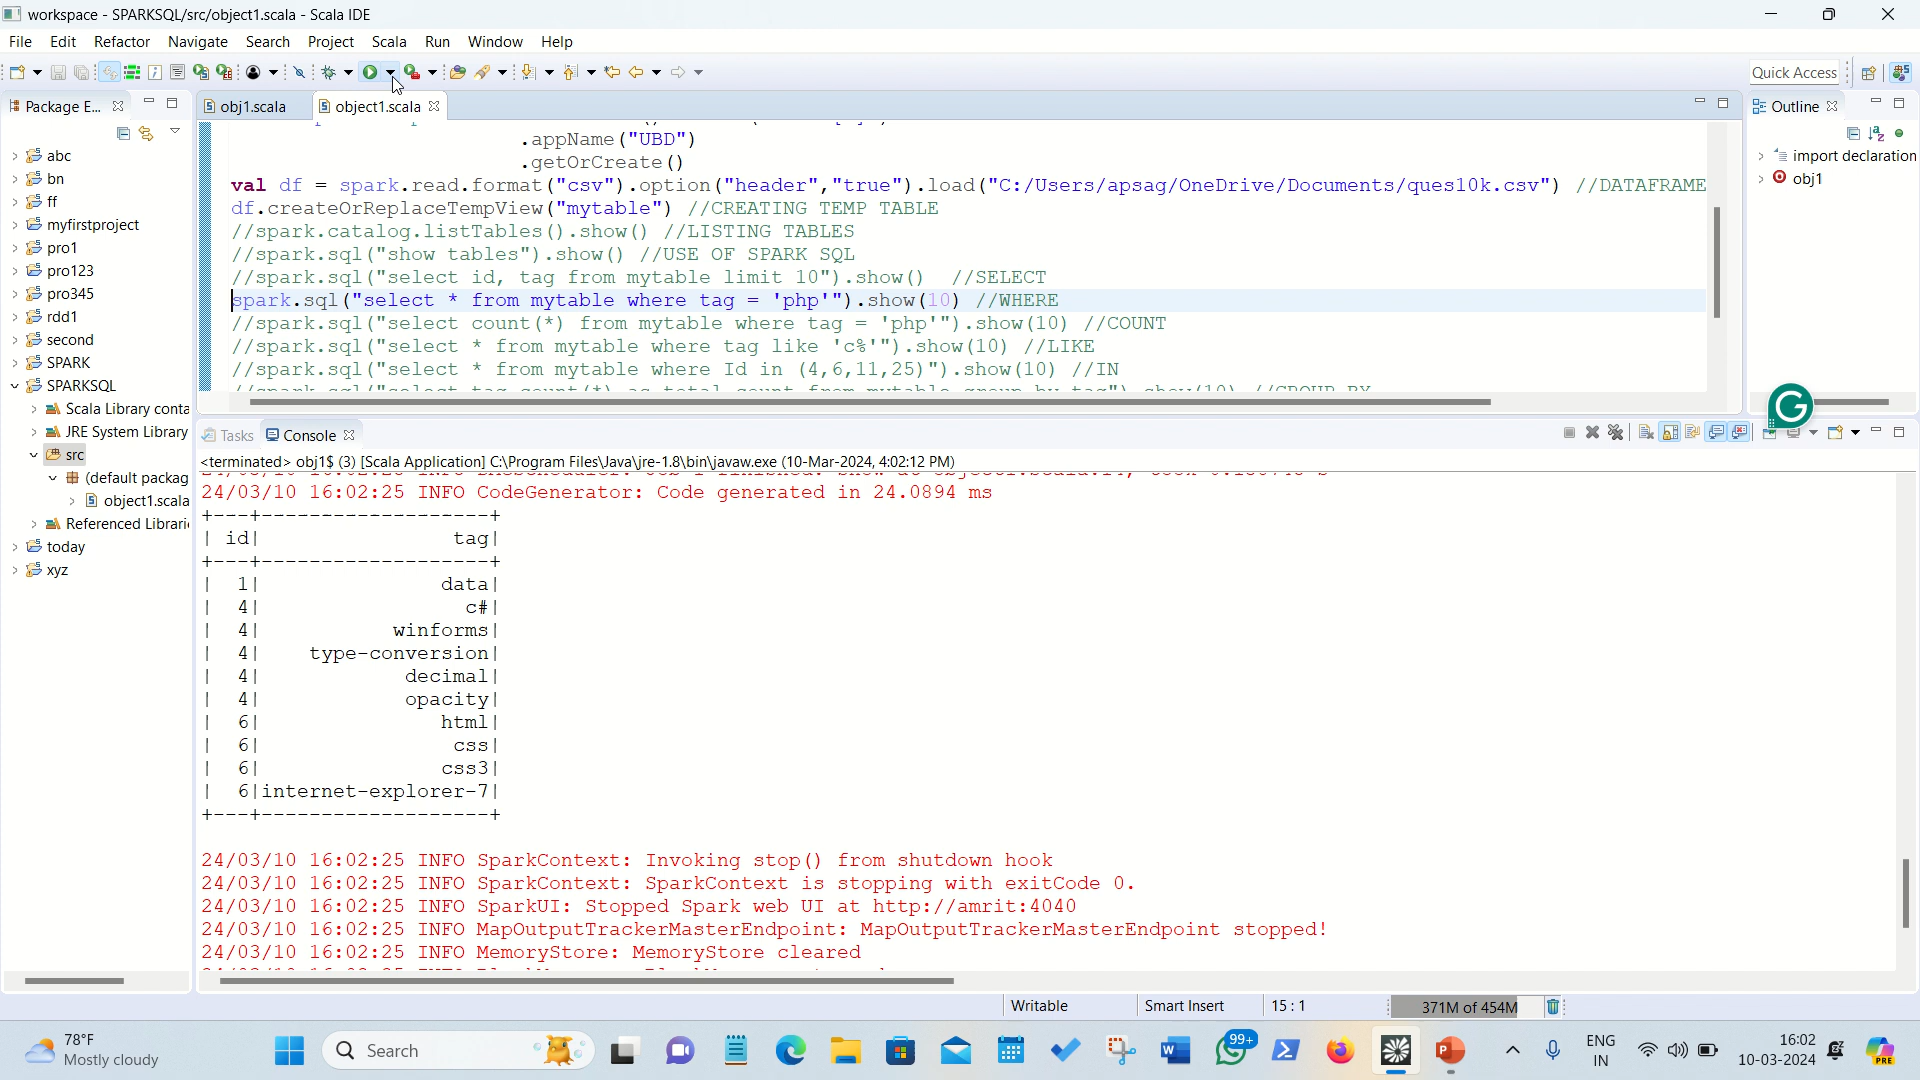 workspace - SPARKSQL/src/object1.scala - Scala IDE
File Edit Refactor Navigate Search Project Scala Run Window Help
Quick Access
Package E...
obj1.scala
object1.scala
Outline
abc
bn
ff
myfirstproject
pro1
pro123
pro345
rdd1
second
SPARK
SPARKSQL
Scala Library conta
JRE System Library
src
(default packag
object1.scala
Referenced Librari
today
xyz
.appName("UBD")
.getOrCreate()
val df = spark.read.format("csv").option("header","true").load("C:/Users/apsag/OneDrive/Documents/ques10k.csv") //DATAFRAME
df.createOrReplaceTempView("mytable") //CREATING TEMP TABLE
//spark.catalog.listTables().show() //LISTING TABLES
//spark.sql("show tables").show() //USE OF SPARK SQL
//spark.sql("select id, tag from mytable limit 10").show() //SELECT
spark.sql("select * from mytable where tag = 'php'").show(10) //WHERE
//spark.sql("select count(*) from mytable where tag = 'php'").show(10) //COUNT
//spark.sql("select * from mytable where tag like 'c%'").show(10) //LIKE
//spark.sql("select * from mytable where Id in (4,6,11,25)").show(10) //IN
import declaration
obj1
Tasks
Console
<terminated> obj1$ (3) [Scala Application] C:\Program Files\Java\jre-1.8\bin\javaw.exe (10-Mar-2024, 4:02:12 PM)
24/03/10 16:02:25 INFO CodeGenerator: Code generated in 24.0894 ms
+---+-------------------+
| id|                tag|
+---+-------------------+
|  1|               data|
|  4|                 c#|
|  4|           winforms|
|  4|    type-conversion|
|  4|            decimal|
|  4|            opacity|
|  6|               html|
|  6|                css|
|  6|               css3|
|  6|internet-explorer-7|
+---+-------------------+
24/03/10 16:02:25 INFO SparkContext: Invoking stop() from shutdown hook
24/03/10 16:02:25 INFO SparkContext: SparkContext is stopping with exitCode 0.
24/03/10 16:02:25 INFO SparkUI: Stopped Spark web UI at http://amrit:4040
24/03/10 16:02:25 INFO MapOutputTrackerMasterEndpoint: MapOutputTrackerMasterEndpoint stopped!
24/03/10 16:02:25 INFO MemoryStore: MemoryStore cleared
Writable
Smart Insert
15 : 1
371M of 454M
78°F
Mostly cloudy
Search
99+
ENG
IN
16:02
10-03-2024
PRE